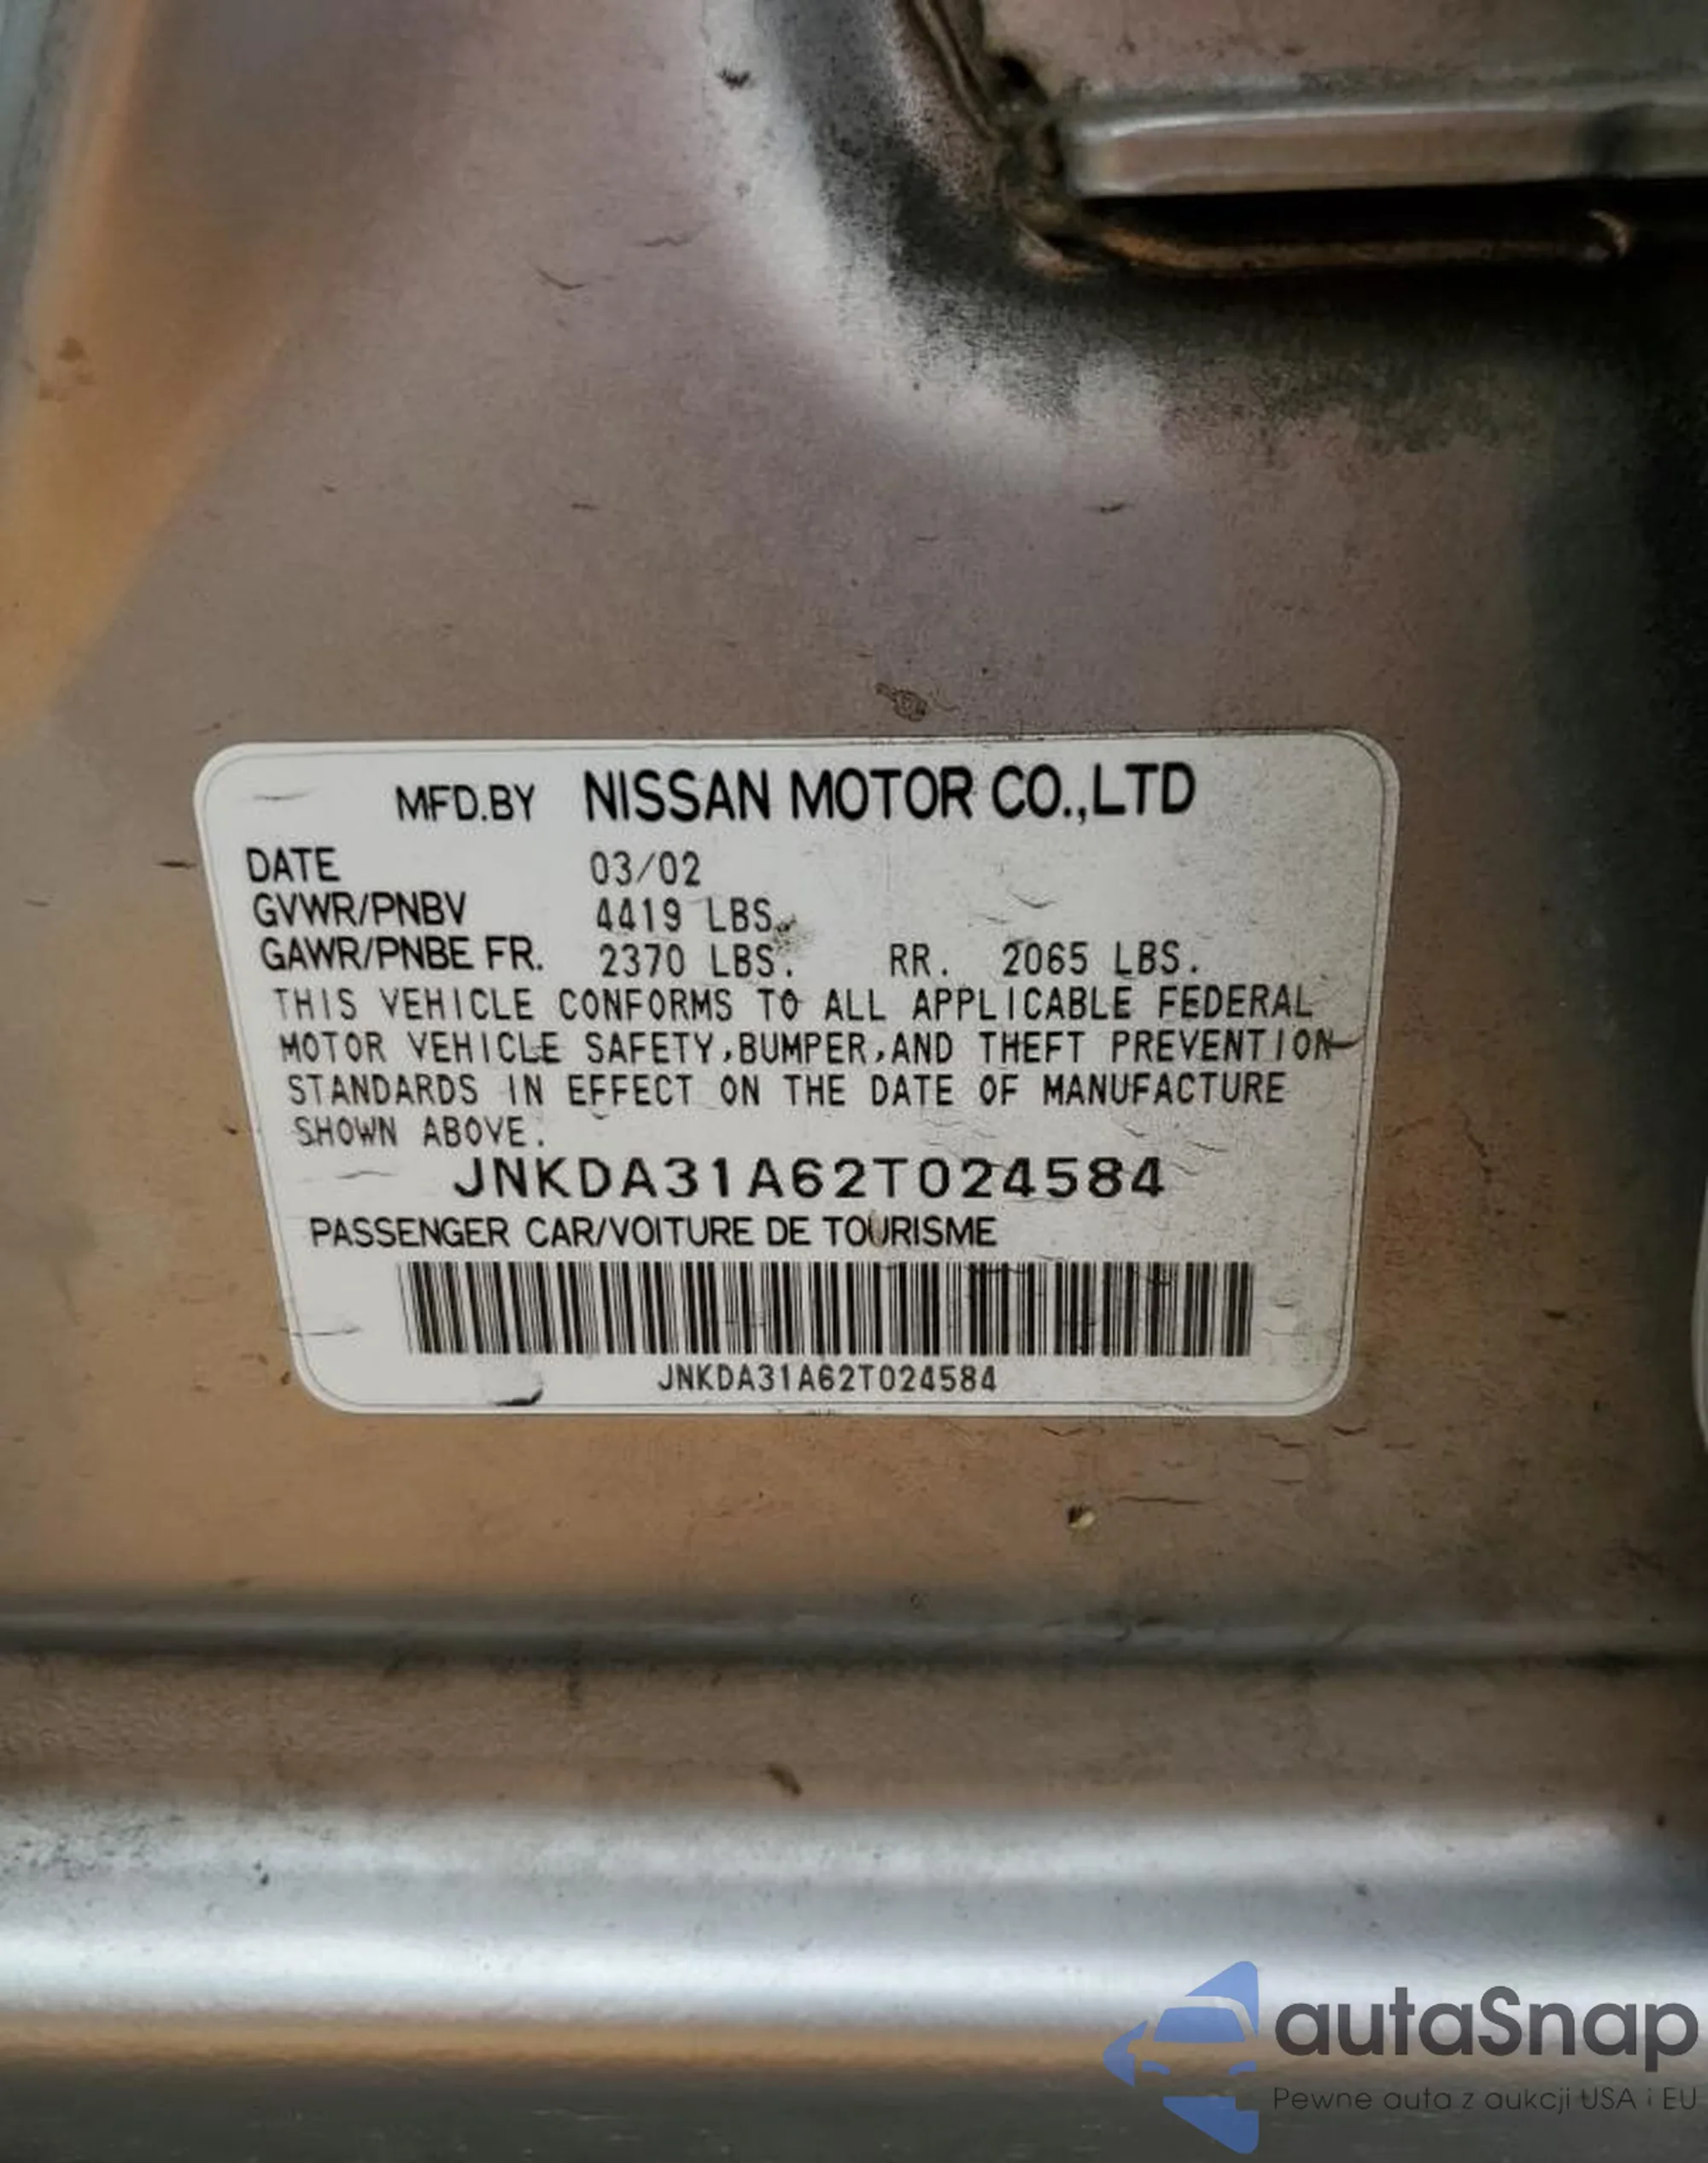 MFD.BY NISSAN MOTOR CO.,LTD
DATE 03/02
GVWR/PNBV 4419 LBS.
GAWR/PNBE FR. 2370 LBS. RR. 2065 LBS.
THIS VEHICLE CONFORMS TO ALL APPLICABLE FEDERAL
MOTOR VEHICLE SAFETY,BUMPER,AND THEFT PREVENTION
STANDARDS IN EFFECT ON THE DATE OF MANUFACTURE
SHOWN ABOVE.
JNKDA31A62T024584
PASSENGER CAR/VOITURE DE TOURISME
JNKDA31A62T024584
autaSnap
Pewne auta z aukcji USA i EU